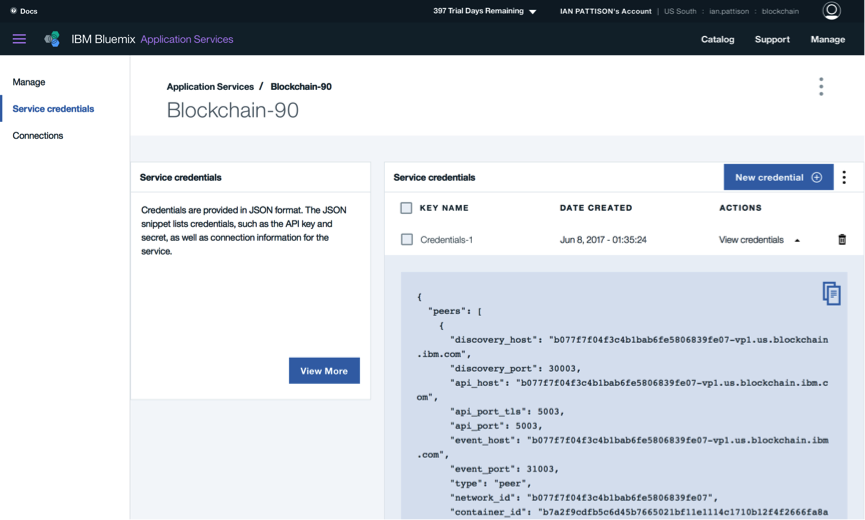 Docs
397 Trial Days Remaining
IAN PATTISON's Account | US South : ian.pattison : blockchain
IBM Bluemix Application Services
Catalog Support Manage
Manage
Service credentials
Connections
Application Services / Blockchain-90
Blockchain-90
Service credentials
Credentials are provided in JSON format. The JSON
snippet lists credentials, such as the API key and
secret, as well as connection information for the
service.
View More
Service credentials
New credential
KEY NAME DATE CREATED ACTIONS
Credentials-1 Jun 8, 2017 - 01:35:24 View credentials
{
"peers": [
{
"discovery_host": "b077f7f04f3c4b1bab6fe5806839fe07-vp1.us.blockchain
.ibm.com",
"discovery_port": 30003,
"api_host": "b077f7f04f3c4b1bab6fe5806839fe07-vp1.us.blockchain.ibm.c
om",
"api_port_tls": 5003,
"api_port": 5003,
"event_host": "b077f7f04f3c4b1bab6fe5806839fe07-vp1.us.blockchain.ibm
.com",
"event_port": 31003,
"type": "peer",
"network_id": "b077f7f04f3c4b1bab6fe5806839fe07",
"container_id": "b7a2f9cdfb5c6d45b7665021bf11e1114c1710b12f4f2666fa8a